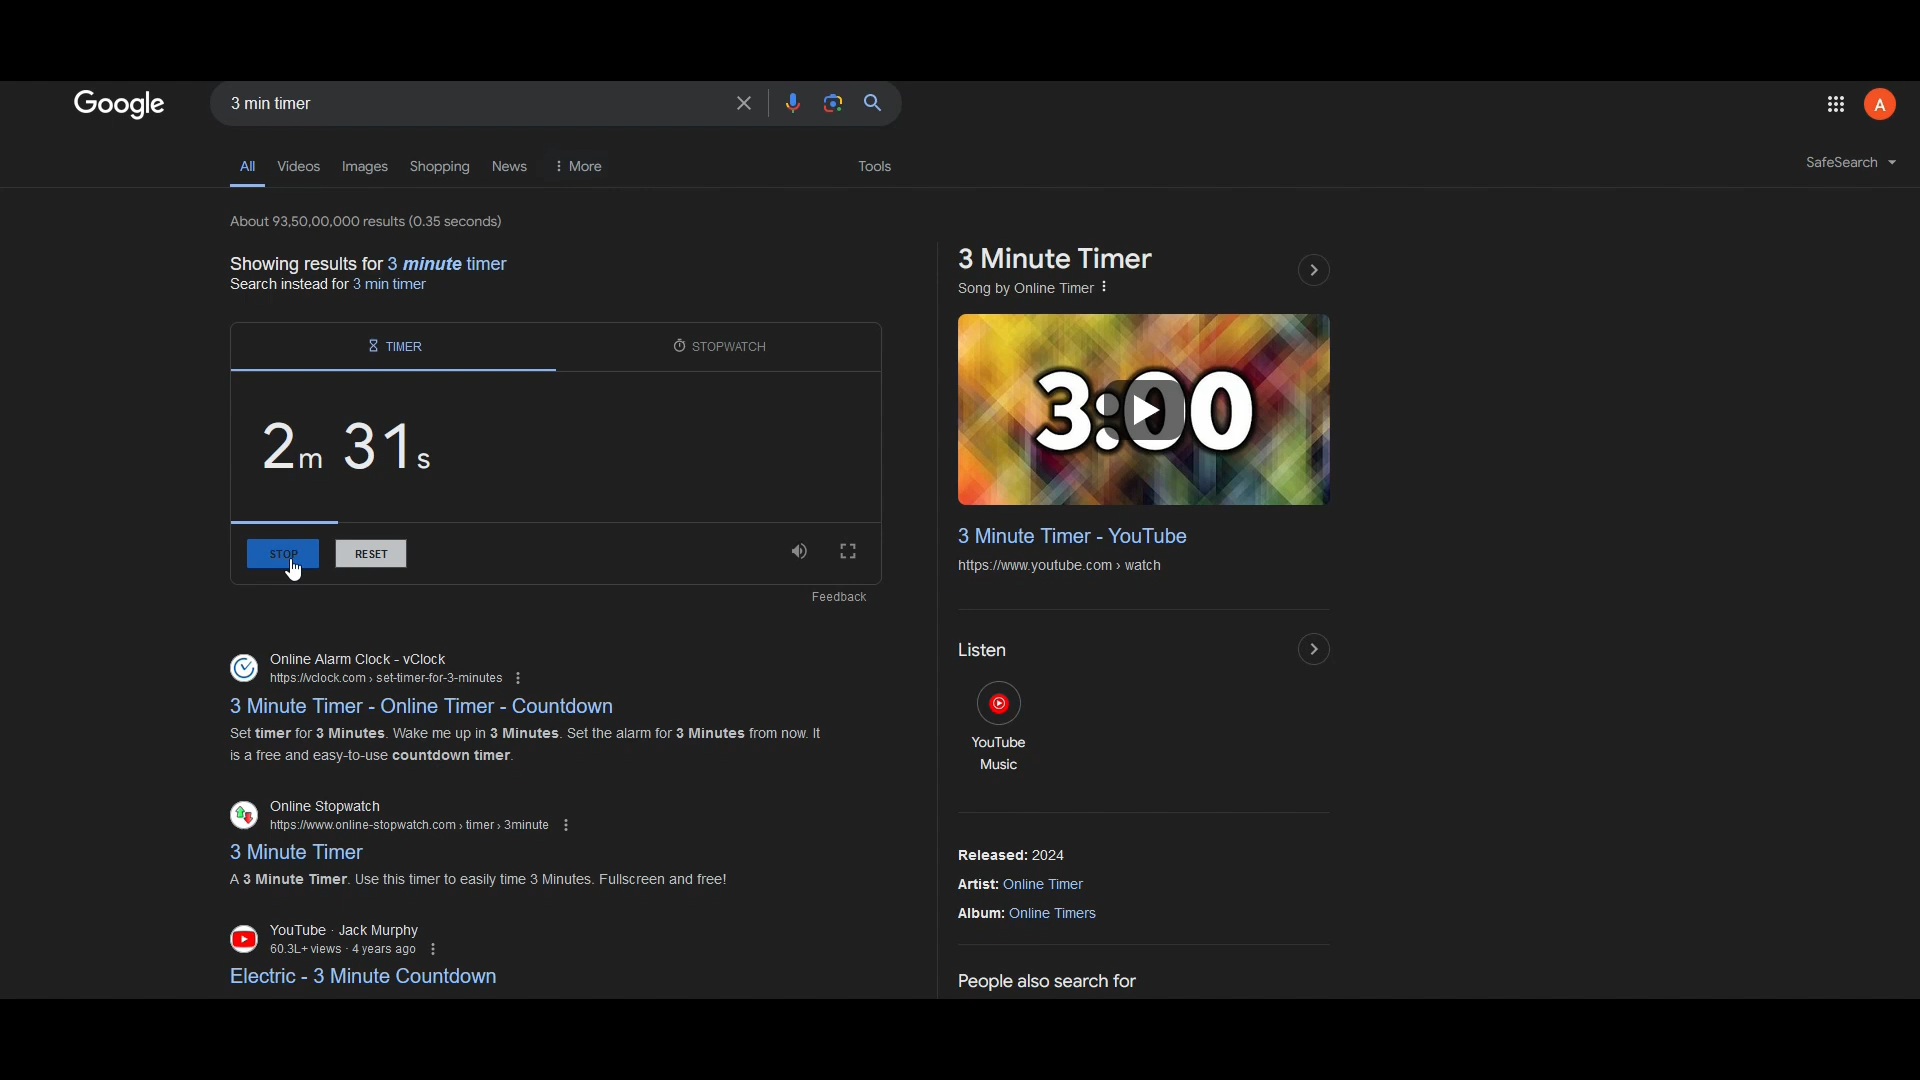 Google
3 min timer
A
All Videos Images Shopping News More Tools
SafeSearch
About 93,50,00,000 results (0.35 seconds)
Showing results for 3 minute timer
Search instead for 3 min timer
TIMER STOPWATCH
2m 31s
STOP RESET
Feedback
Online Alarm Clock - vClock
https://vclock.com › set-timer-for-3-minutes
3 Minute Timer - Online Timer - Countdown
Set timer for 3 Minutes. Wake me up in 3 Minutes. Set the alarm for 3 Minutes from now. It
is a free and easy-to-use countdown timer.
Online Stopwatch
https://www.online-stopwatch.com › timer › 3minute
3 Minute Timer
A 3 Minute Timer. Use this timer to easily time 3 Minutes. Fullscreen and free!
YouTube · Jack Murphy
60.3L+ views · 4 years ago
Electric - 3 Minute Countdown
3 Minute Timer
Song by Online Timer
3:00
3 Minute Timer - YouTube
https://www.youtube.com › watch
Listen
YouTube
Music
Released: 2024
Artist: Online Timer
Album: Online Timers
People also search for